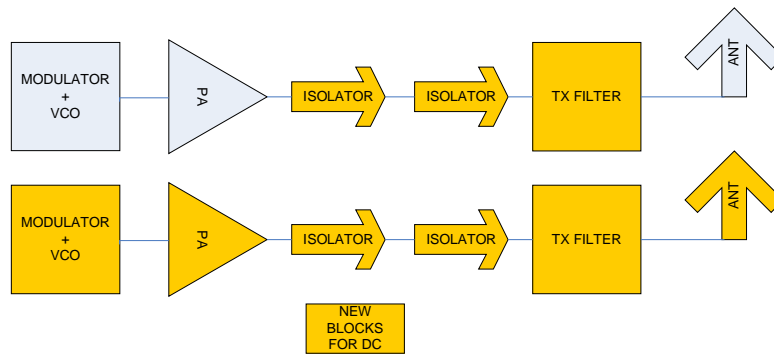 MODULATOR
+
VCO
PA
ISOLATOR
ISOLATOR
TX FILTER
ANT
MODULATOR
+
VCO
PA
ISOLATOR
ISOLATOR
TX FILTER
ANT
NEW
BLOCKS
FOR DC